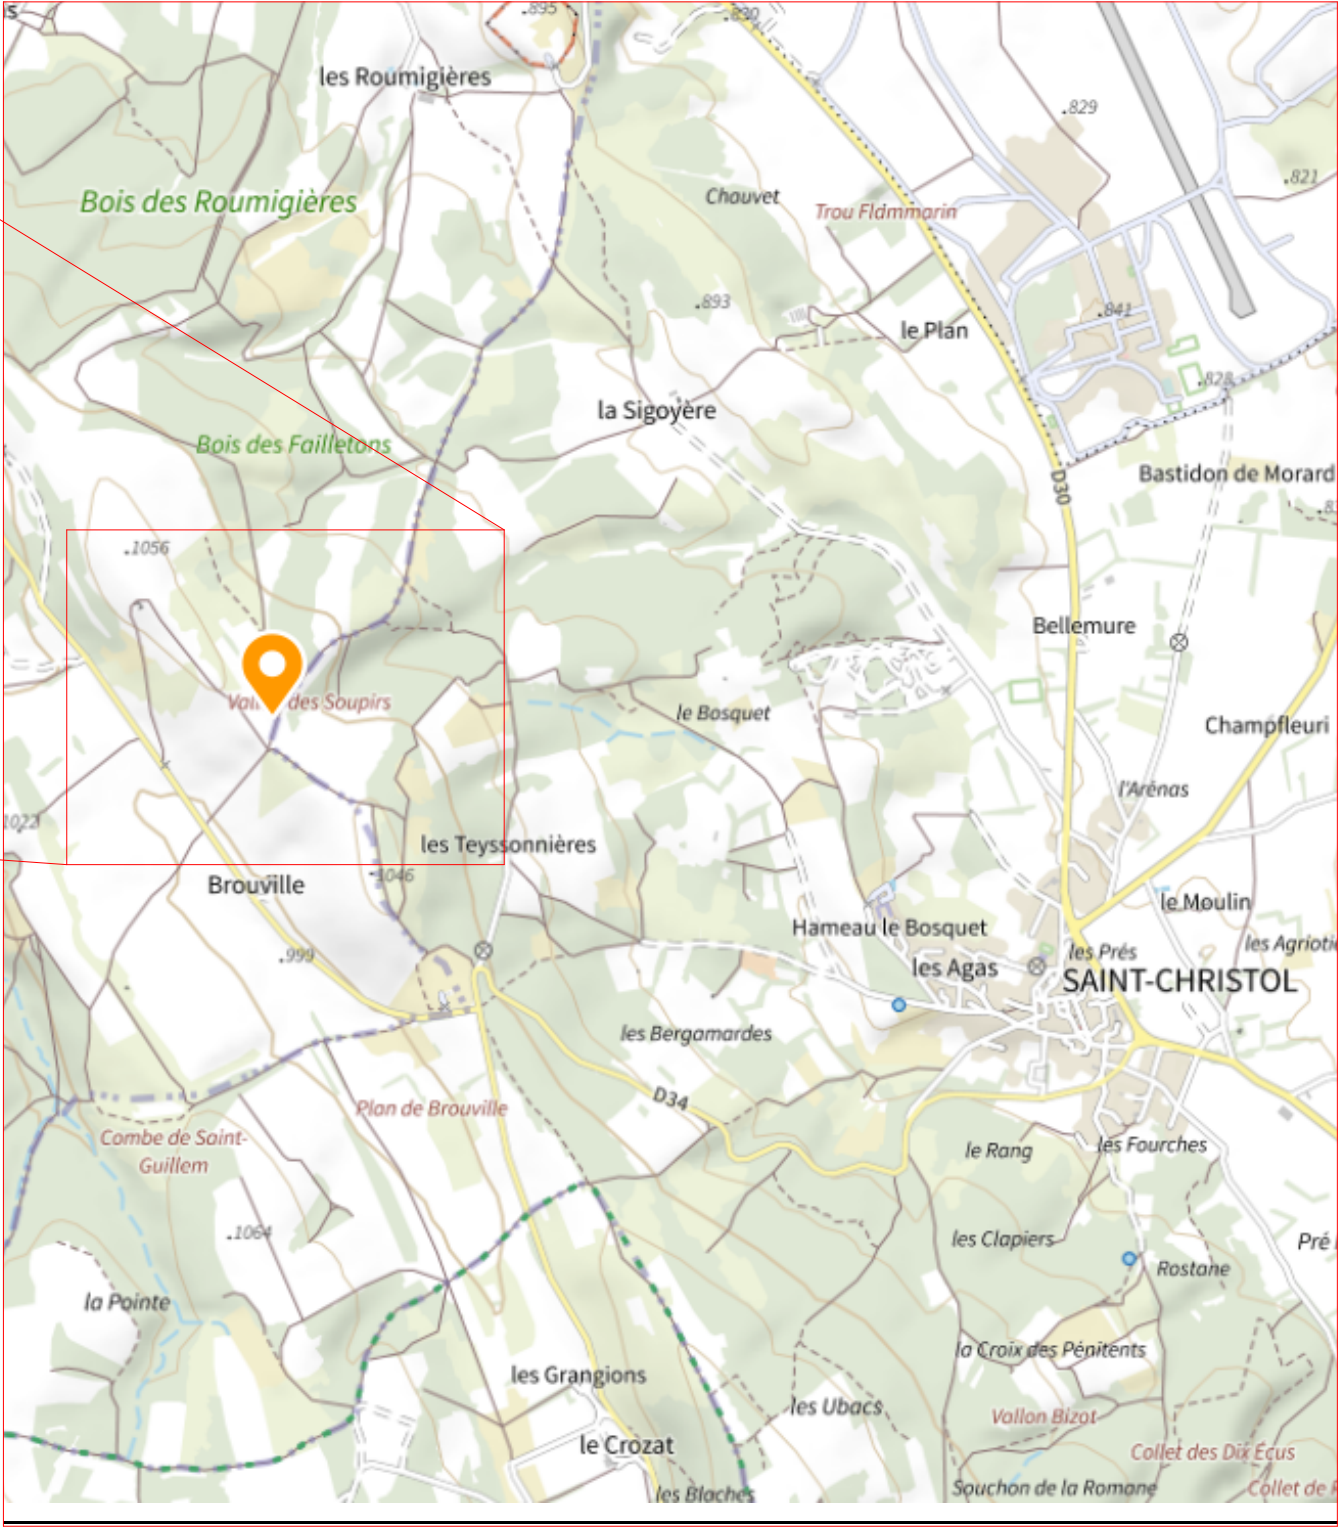 .895
.830
les Roumigières
.829
.821
Bois des Roumigières
Chauvet
Trou Flammarin
.893
.841
le Plan
.828
la Sigoyère
Bois des Failletons
Bastidon de Morard
D30
.1056
Bellemure
des Soupirs
le Bosquet
Champfleuri
l'Arénas
1022
les Teyssonnières
.1046
Brouville
le Moulin
Hameau le Bosquet
les Prés
les Agas
SAINT-CHRISTOL
.999
les Bergamardes
D34
Plan de Brouville
Combe de Saint-
Guillem
le Rang
les Fourches
.1064
les Clapiers
Pré
Rostane
la Pointe
la Croix des Pénitents
les Grangions
les Ubacs
Vallon Bizot
le Crozat
Collet des Dix Écus
Souchon de la Romane
Collet de
les Blaches